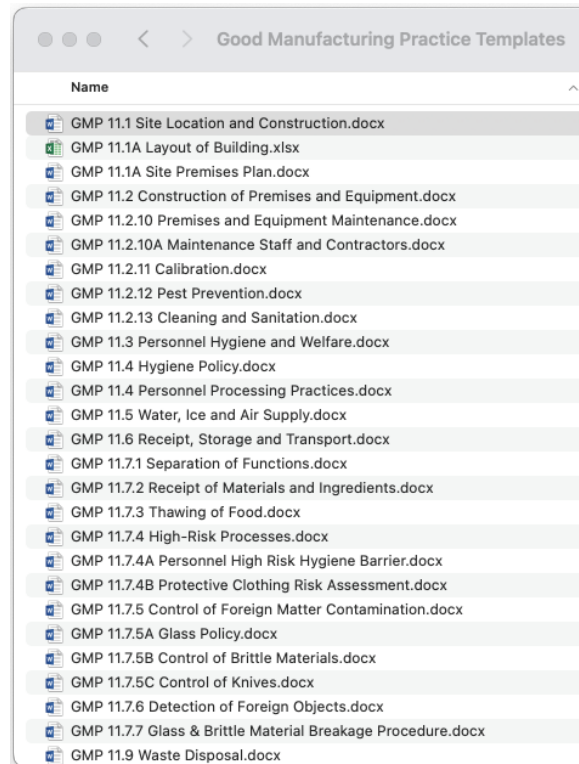 Good Manufacturing Practice Templates
Name
GMP 11.1 Site Location and Construction.docx
GMP 11.1A Layout of Building.xlsx
GMP 11.1A Site Premises Plan.docx
GMP 11.2 Construction of Premises and Equipment.docx
GMP 11.2.10 Premises and Equipment Maintenance.docx
GMP 11.2.10A Maintenance Staff and Contractors.docx
GMP 11.2.11 Calibration.docx
GMP 11.2.12 Pest Prevention.docx
GMP 11.2.13 Cleaning and Sanitation.docx
GMP 11.3 Personnel Hygiene and Welfare.docx
GMP 11.4 Hygiene Policy.docx
GMP 11.4 Personnel Processing Practices.docx
GMP 11.5 Water, Ice and Air Supply.docx
GMP 11.6 Receipt, Storage and Transport.docx
GMP 11.7.1 Separation of Functions.docx
GMP 11.7.2 Receipt of Materials and Ingredients.docx
GMP 11.7.3 Thawing of Food.docx
GMP 11.7.4 High-Risk Processes.docx
GMP 11.7.4A Personnel High Risk Hygiene Barrier.docx
GMP 11.7.4B Protective Clothing Risk Assessment.docx
GMP 11.7.5 Control of Foreign Matter Contamination.docx
GMP 11.7.5A Glass Policy.docx
GMP 11.7.5B Control of Brittle Materials.docx
GMP 11.7.5C Control of Knives.docx
GMP 11.7.6 Detection of Foreign Objects.docx
GMP 11.7.7 Glass & Brittle Material Breakage Procedure.docx
GMP 11.9 Waste Disposal.docx